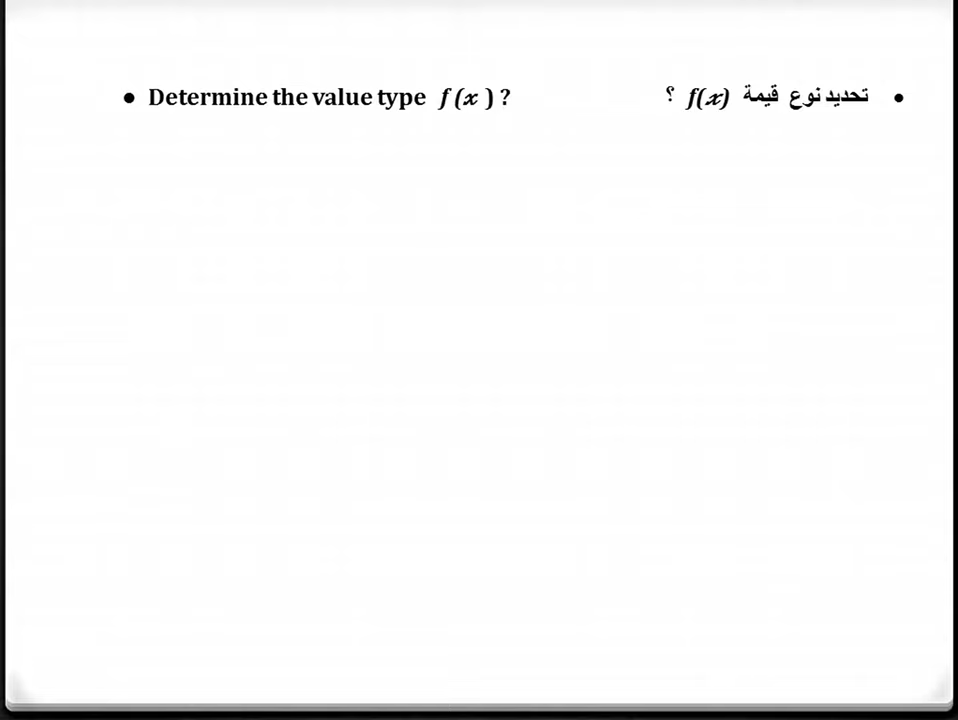 • Determine the value type f (x ) ?
• تحديد نوع قيمة f(x) ؟